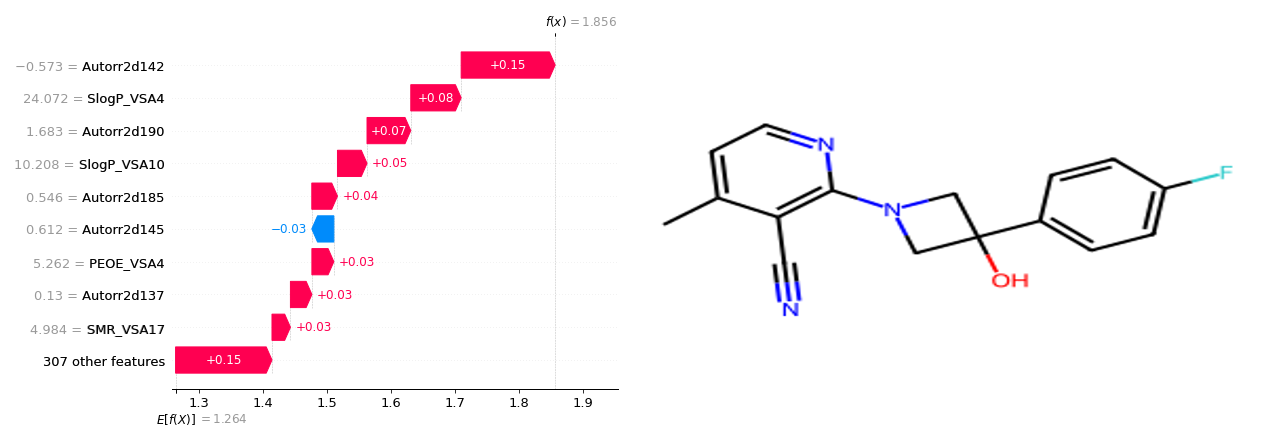 f(x) = 1.856
−0.573 = Autorr2d142
+0.15
24.072 = SlogP_VSA4
+0.08
1.683 = Autorr2d190
+0.07
10.208 = SlogP_VSA10
+0.05
0.546 = Autorr2d185
+0.04
0.612 = Autorr2d145
−0.03
5.262 = PEOE_VSA4
+0.03
0.13 = Autorr2d137
+0.03
4.984 = SMR_VSA17
+0.03
307 other features
+0.15
1.3 1.4 1.5 1.6 1.7 1.8 1.9
E[f(X)] = 1.264
N
N
N
OH
F